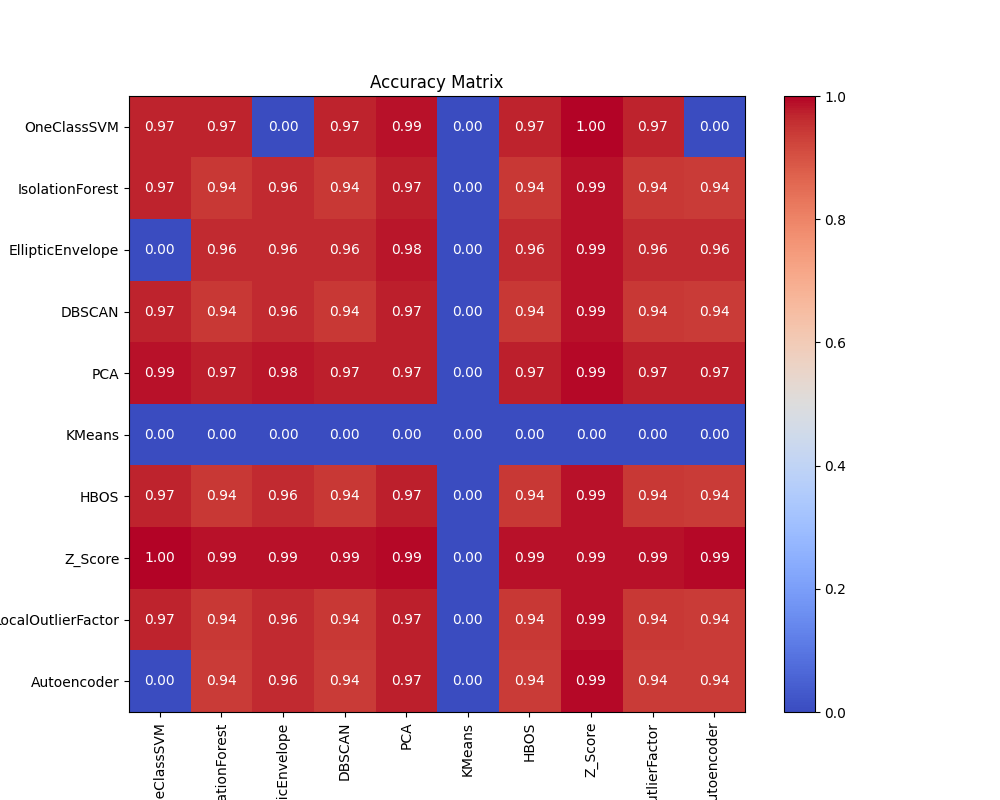 Accuracy Matrix
OneClassSVM 0.97 0.97 0.00 0.97 0.99 0.00 0.97 1.00 0.97 0.00
IsolationForest 0.97 0.94 0.96 0.94 0.97 0.00 0.94 0.99 0.94 0.94
EllipticEnvelope 0.00 0.96 0.96 0.96 0.98 0.00 0.96 0.99 0.96 0.96
DBSCAN 0.97 0.94 0.96 0.94 0.97 0.00 0.94 0.99 0.94 0.94
PCA 0.99 0.97 0.98 0.97 0.97 0.00 0.97 0.99 0.97 0.97
KMeans 0.00 0.00 0.00 0.00 0.00 0.00 0.00 0.00 0.00 0.00
HBOS 0.97 0.94 0.96 0.94 0.97 0.00 0.94 0.99 0.94 0.94
Z_Score 1.00 0.99 0.99 0.99 0.99 0.00 0.99 0.99 0.99 0.99
ocalOutlierFactor 0.97 0.94 0.96 0.94 0.97 0.00 0.94 0.99 0.94 0.94
Autoencoder 0.00 0.94 0.96 0.94 0.97 0.00 0.94 0.99 0.94 0.94
eClassSVM
ationForest
icEnvelope
DBSCAN
PCA
KMeans
HBOS
Z_Score
utlierFactor
utoencoder
1.0
0.8
0.6
0.4
0.2
0.0